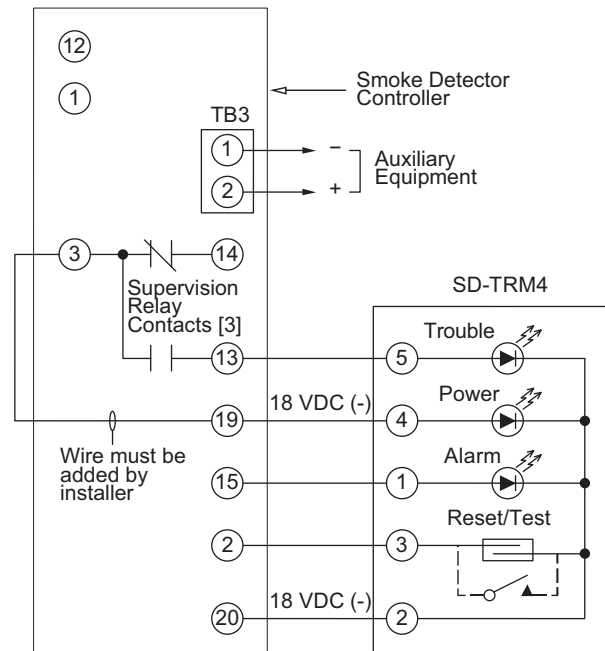 12
1
Smoke Detector
Controller
TB3
1
−
2
+
Auxiliary
Equipment
3
14
Supervision
Relay
Contacts [3]
13
SD-TRM4
5
Trouble
19
18 VDC (-)
4
Power
Wire must be
added by
installer
15
1
Alarm
2
3
Reset/Test
20
18 VDC (-)
2